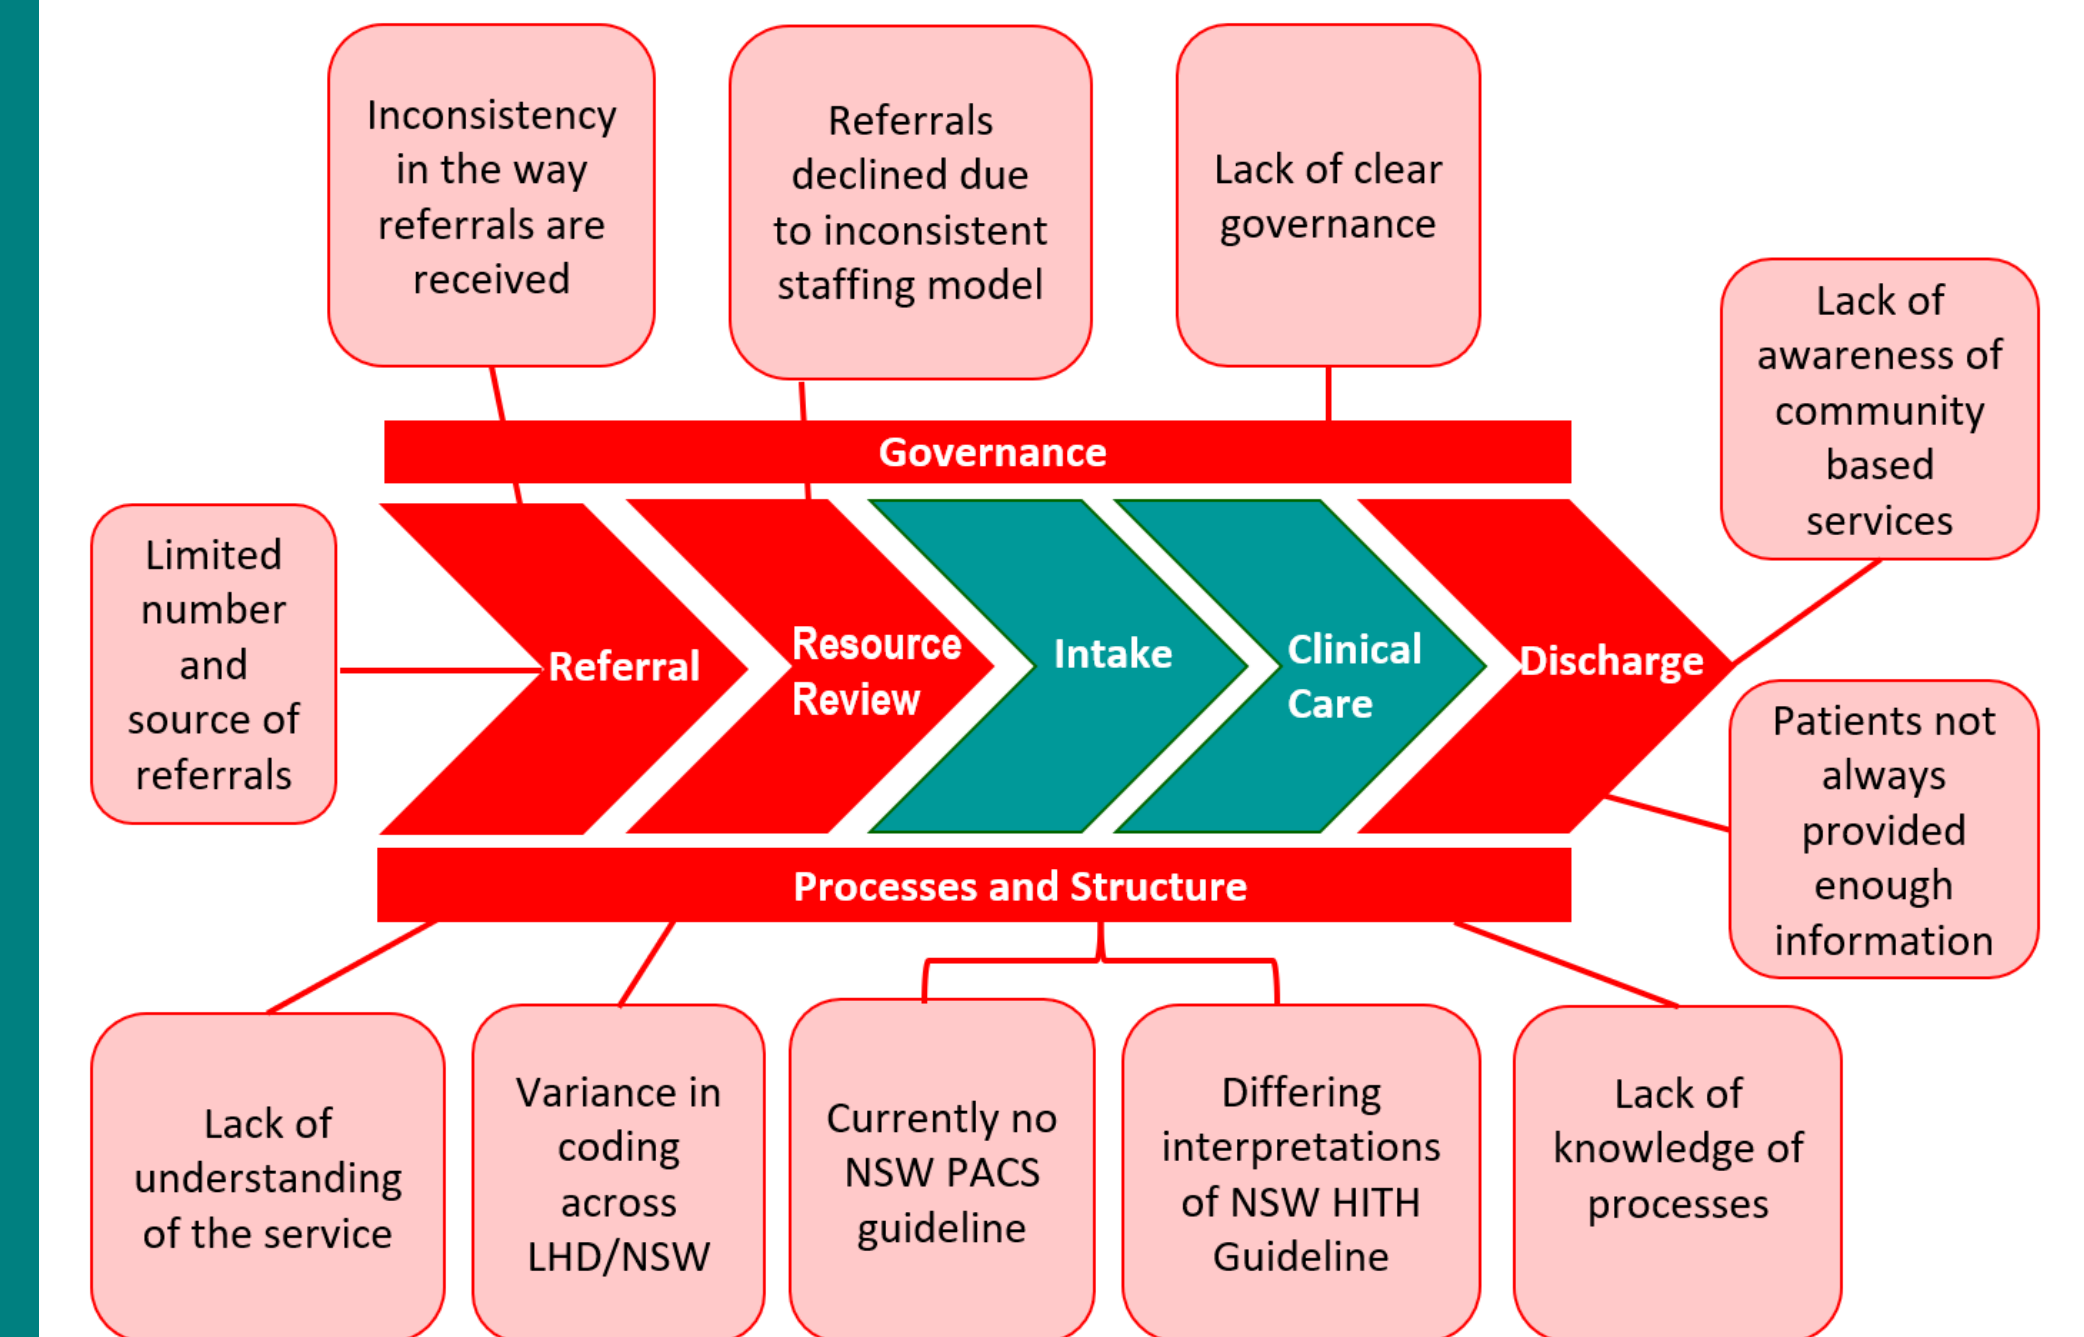 Inconsistency
in the way
referrals are
received
Referrals
declined due
to inconsistent
staffing model
Lack of clear
governance
Lack of
awareness of
community
based
services
Governance
Limited
number
and
source of
referrals
Referral
Resource
Review
Intake
Clinical
Care
Discharge
Patients not
always
provided
enough
information
Processes and Structure
Lack of
understanding
of the service
Variance in
coding
across
LHD/NSW
Currently no
NSW PACS
guideline
Differing
interpretations
of NSW HITH
Guideline
Lack of
knowledge of
processes